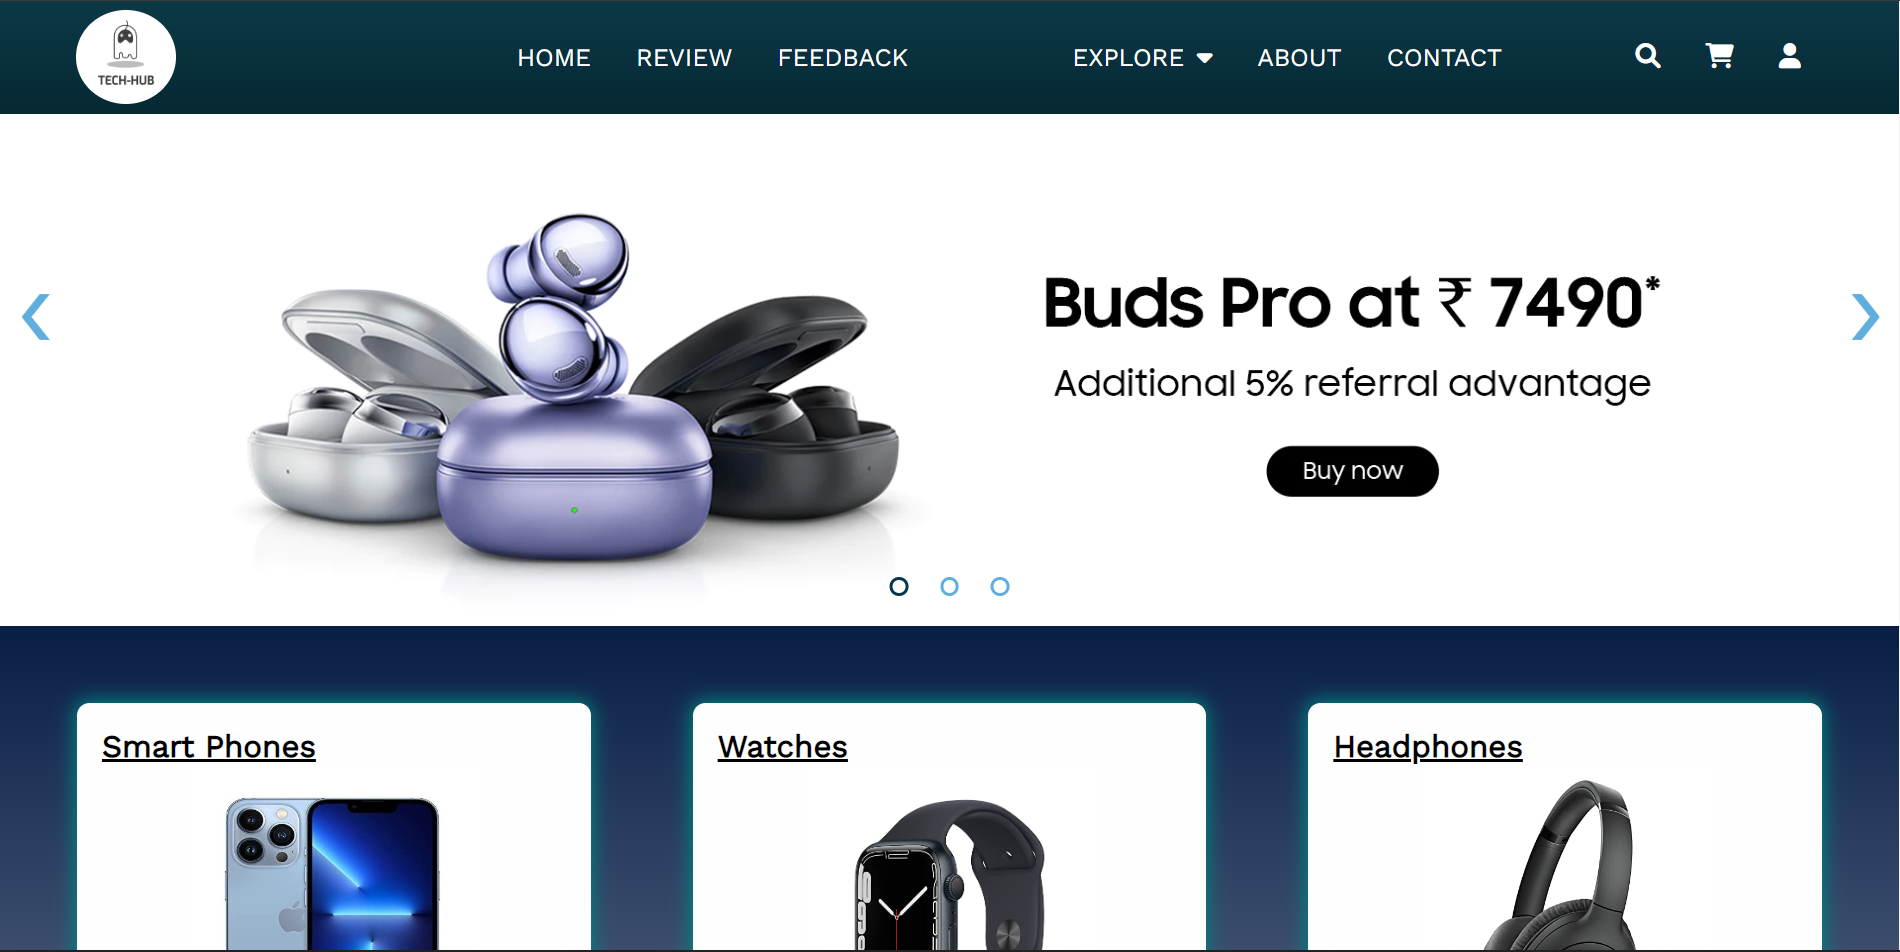 TECH-HUB
HOME REVIEW FEEDBACK EXPLORE ABOUT CONTACT
Buds Pro at ₹ 7490*
Additional 5% referral advantage
Buy now
Smart Phones
Watches
Headphones